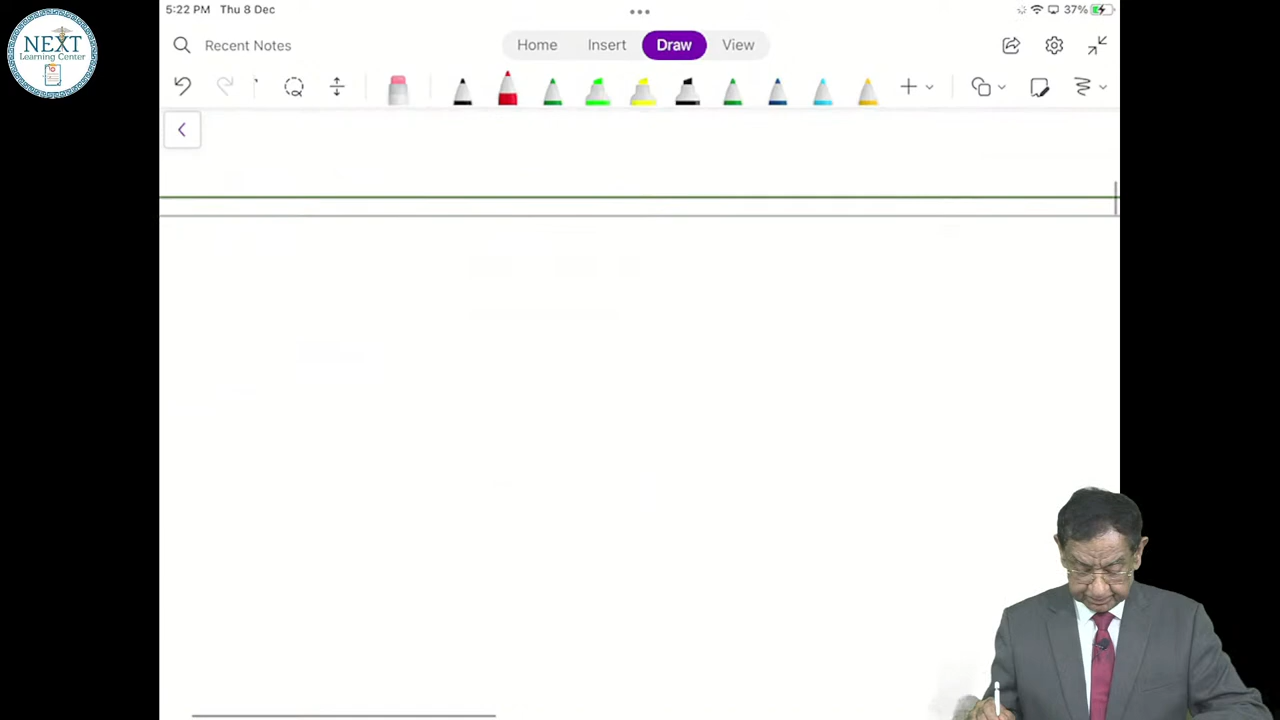 5:22 PM Thu 8 Dec
37%
NEXT
Learning Center
Recent Notes
Home Insert Draw View